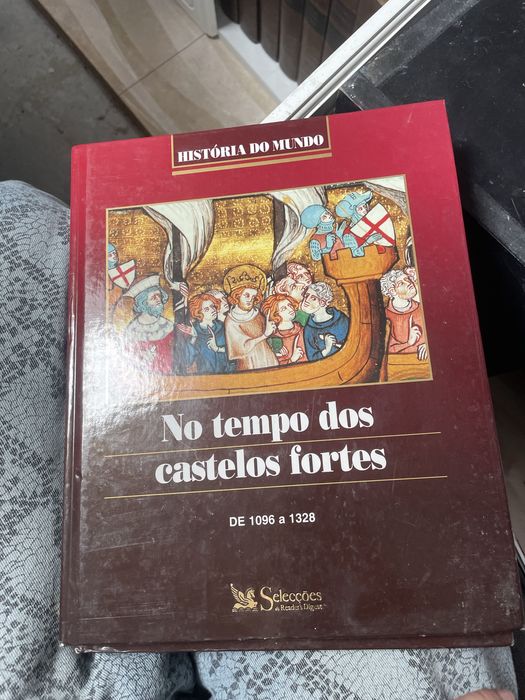 HISTÓRIA DO MUNDO
No tempo dos
castelos fortes
DE 1096 a 1328
Selecções
do Reader's Digest